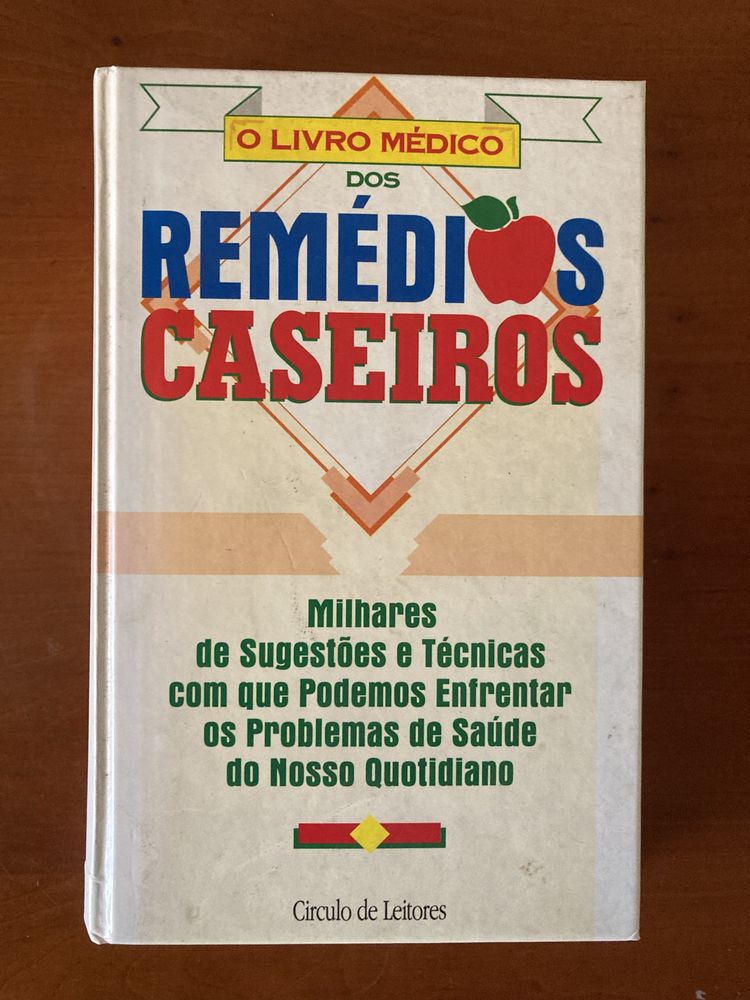 O LIVRO MÉDICO
DOS
REMÉDIOS
CASEIROS
Milhares
de Sugestões e Técnicas
com que Podemos Enfrentar
os Problemas de Saúde
do Nosso Quotidiano
Circulo de Leitores